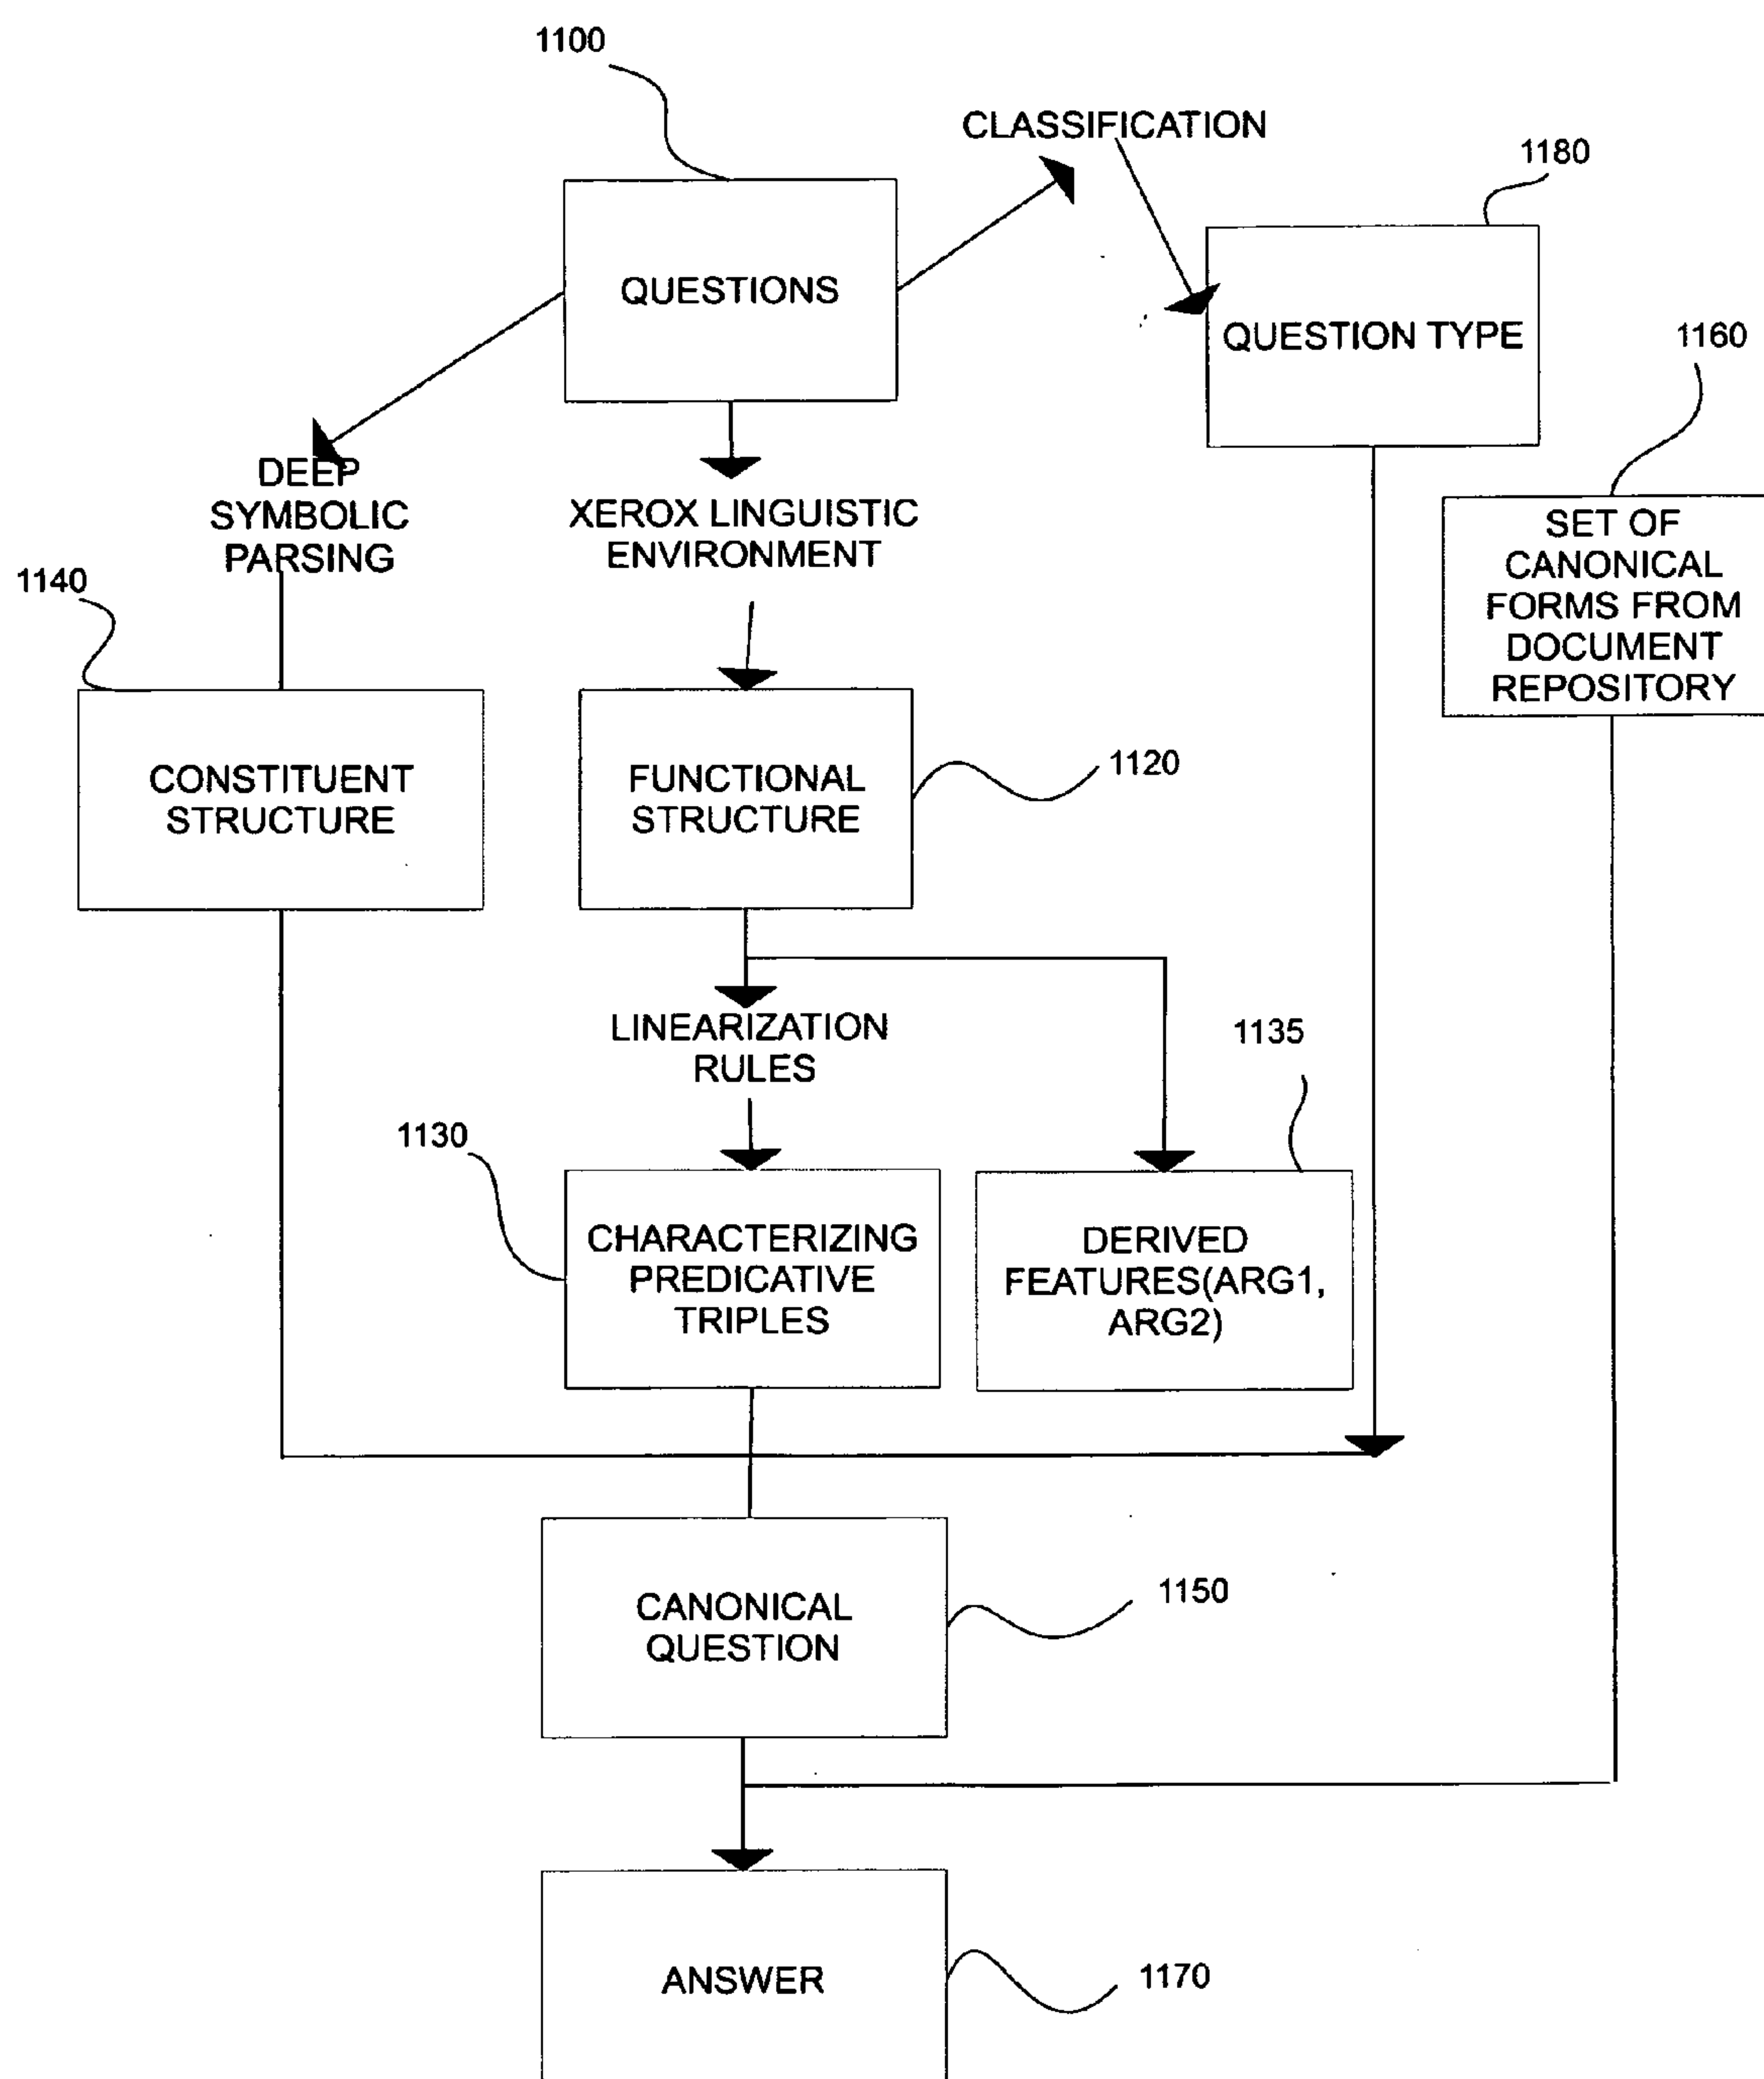 1100
CLASSIFICATION
1180
QUESTIONS
QUESTION TYPE
1160
DEEP
SYMBOLIC
PARSING
XEROX LINGUISTIC
ENVIRONMENT
SET OF
CANONICAL
FORMS FROM
DOCUMENT
REPOSITORY
1140
CONSTITUENT
STRUCTURE
FUNCTIONAL
STRUCTURE
1120
LINEARIZATION
RULES
1135
1130
CHARACTERIZING
PREDICATIVE
TRIPLES
DERIVED
FEATURES(ARG1,
ARG2)
CANONICAL
QUESTION
1150
ANSWER
1170